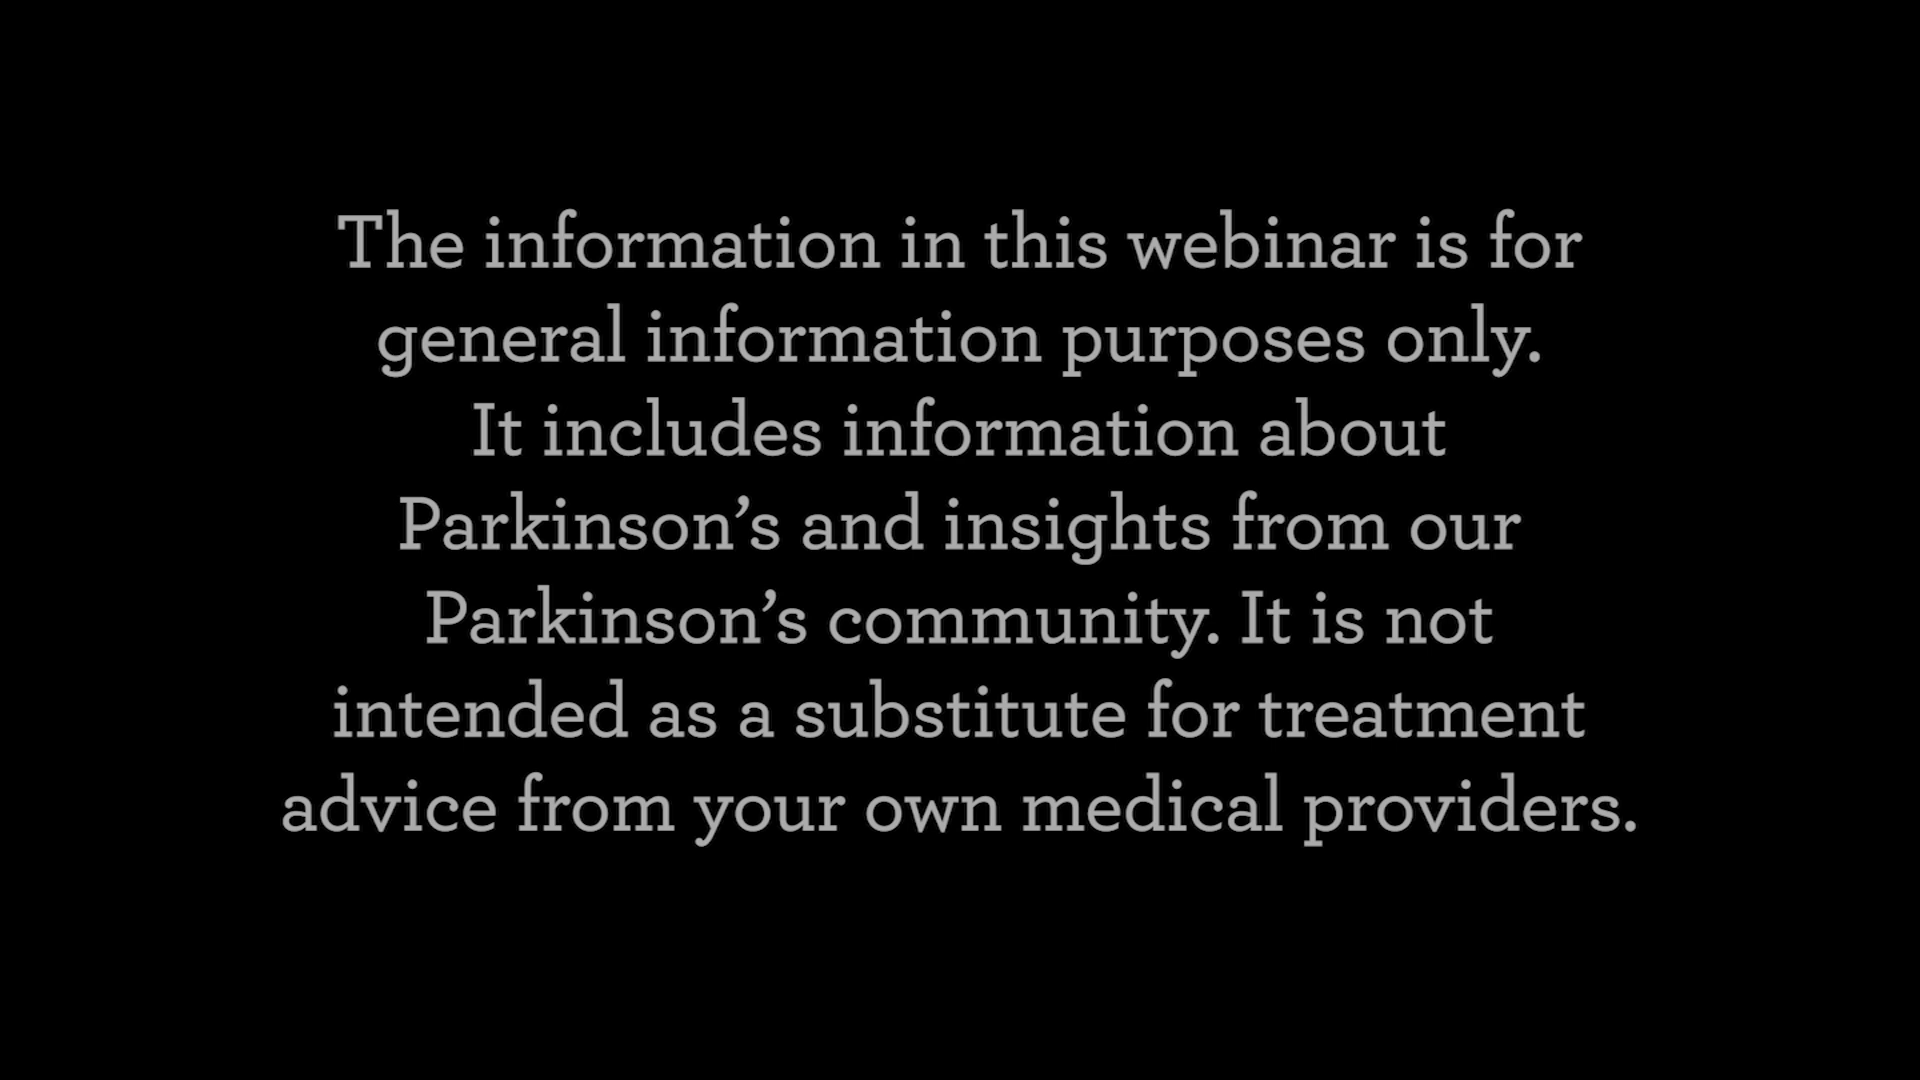 The information in this webinar is for
general information purposes only.
It includes information about
Parkinson’s and insights from our
Parkinson’s community. It is not
intended as a substitute for treatment
advice from your own medical providers.